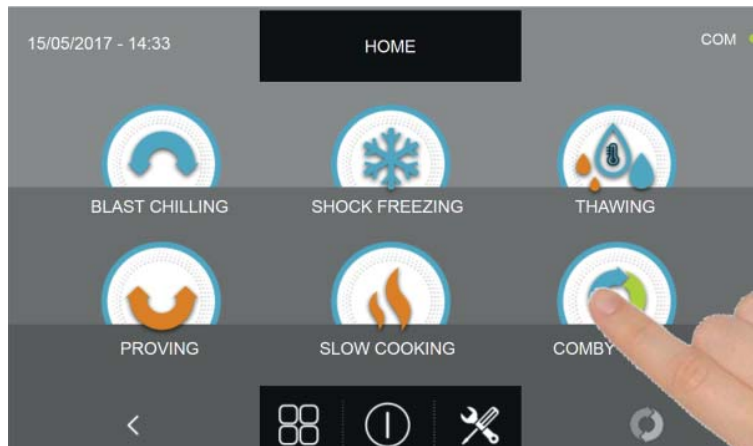 15/05/2017 - 14:33
HOME
COM
BLAST CHILLING
SHOCK FREEZING
THAWING
PROVING
SLOW COOKING
COMBY